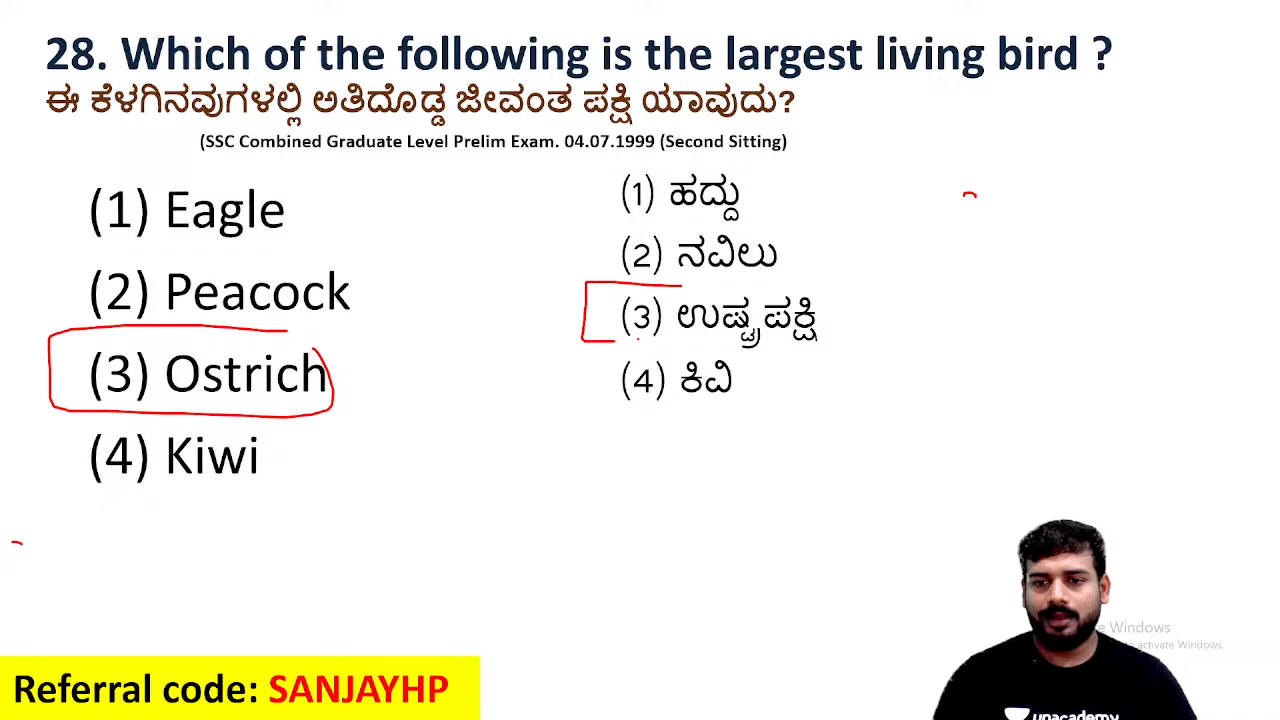 28. Which of the following is the largest living bird ?
ಈ ಕೆಳಗಿನವುಗಳಲ್ಲಿ ಅತಿದೊಡ್ಡ ಜೀವಂತ ಪಕ್ಷಿ ಯಾವುದು?
(SSC Combined Graduate Level Prelim Exam. 04.07.1999 (Second Sitting)
(1) Eagle
(2) Peacock
(3) Ostrich
(4) Kiwi
(1) ಹದ್ದು
(2) ನವಿಲು
(3) ಉಷ್ಟ್ರಪಕ್ಷಿ
(4) ಕಿವಿ
Windows
to activate Windows.
unacademy
Referral code: SANJAYHP